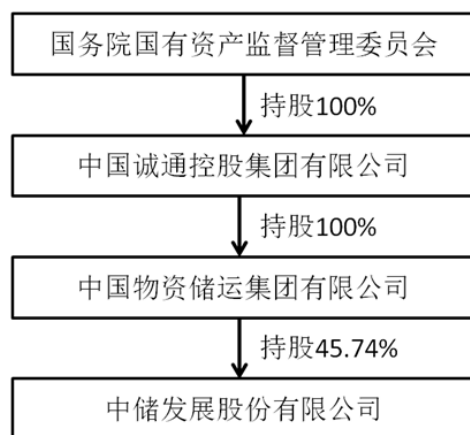 国务院国有资产监督管理委员会
持股100%
中国诚通控股集团有限公司
持股100%
中国物资储运集团有限公司
持股45.74%
中储发展股份有限公司